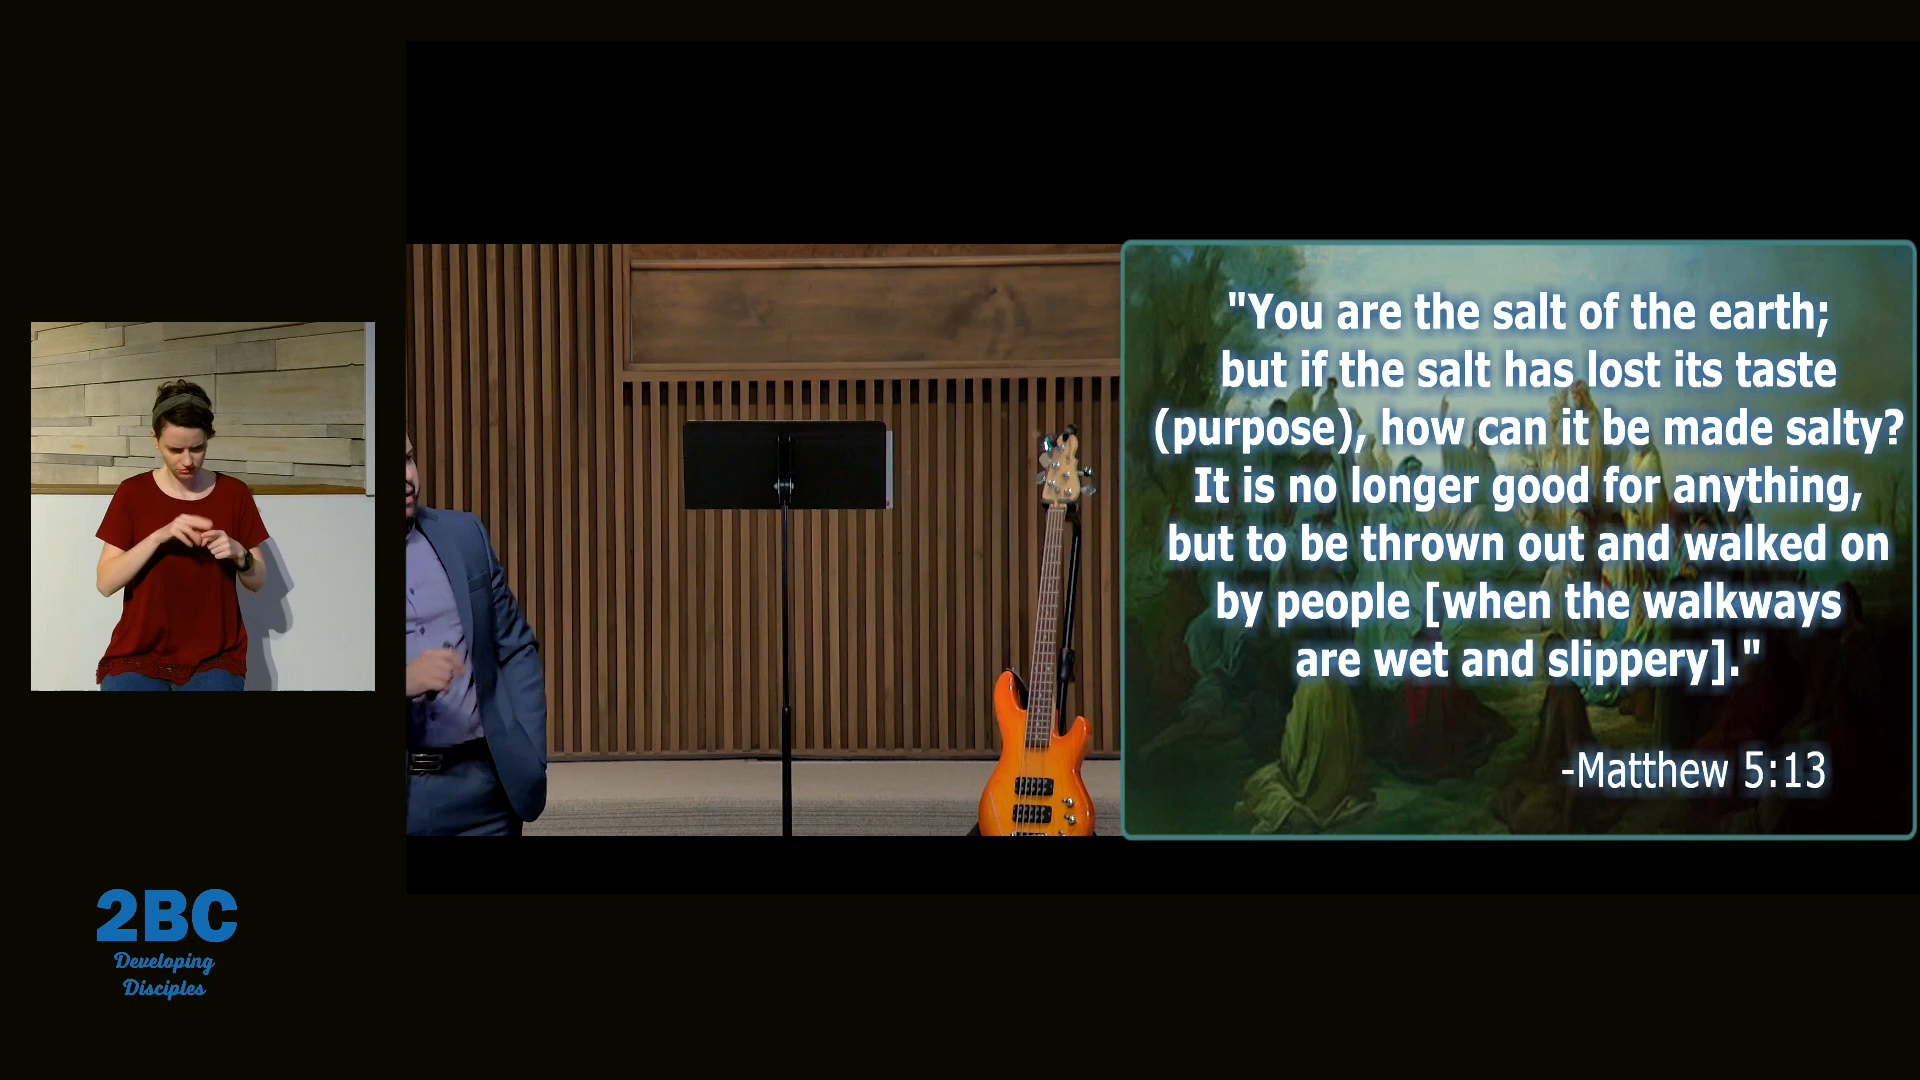 "You are the salt of the earth;
but if the salt has lost its taste
(purpose), how can it be made salty?
It is no longer good for anything,
but to be thrown out and walked on
by people [when the walkways
are wet and slippery]."
-Matthew 5:13
2BC
Developing
Disciples